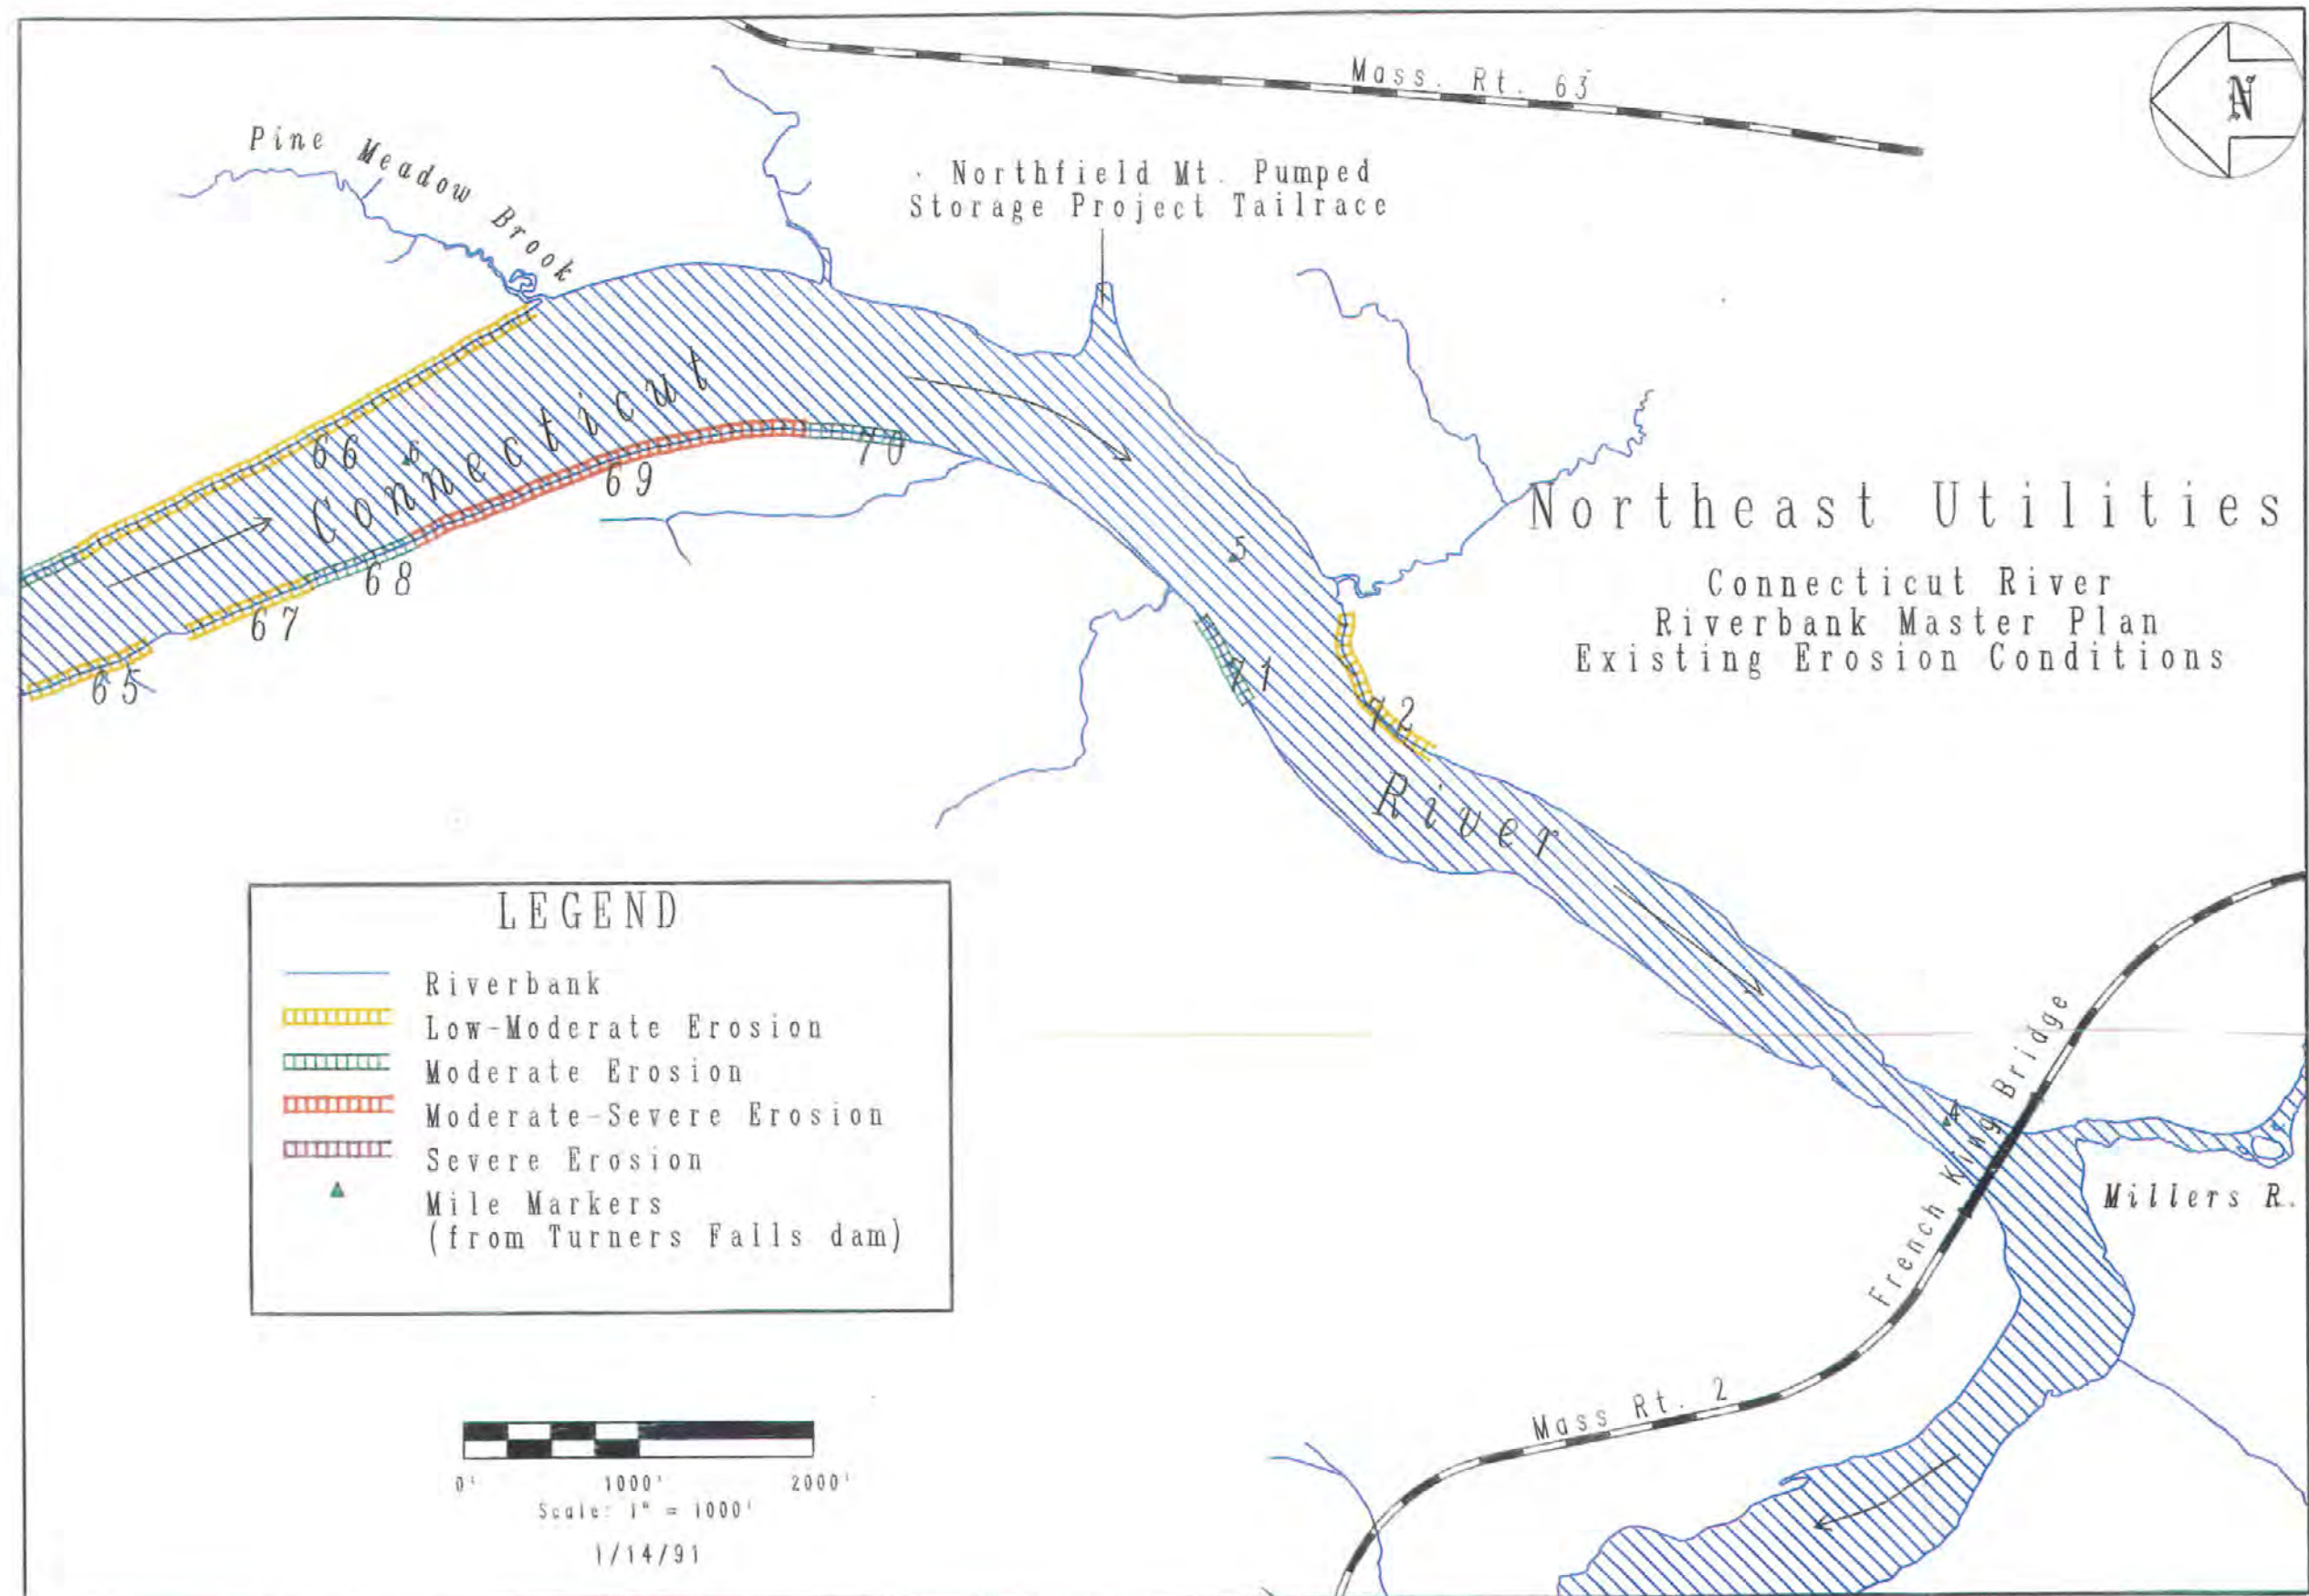 Mass. Rt. 63
N
Pine Meadow Brook
Northfield Mt. Pumped
Storage Project Tailrace
Connecticut
River
66
6
69
70
68
67
65
5
71
72
4
Northeast Utilities
Connecticut River
Riverbank Master Plan
Existing Erosion Conditions
LEGEND
Riverbank
Low-Moderate Erosion
Moderate Erosion
Moderate-Severe Erosion
Severe Erosion
Mile Markers
(from Turners Falls dam)
French King Bridge
Millers R.
Mass Rt. 2
0' 1000' 2000'
Scale: 1" = 1000'
1/14/91